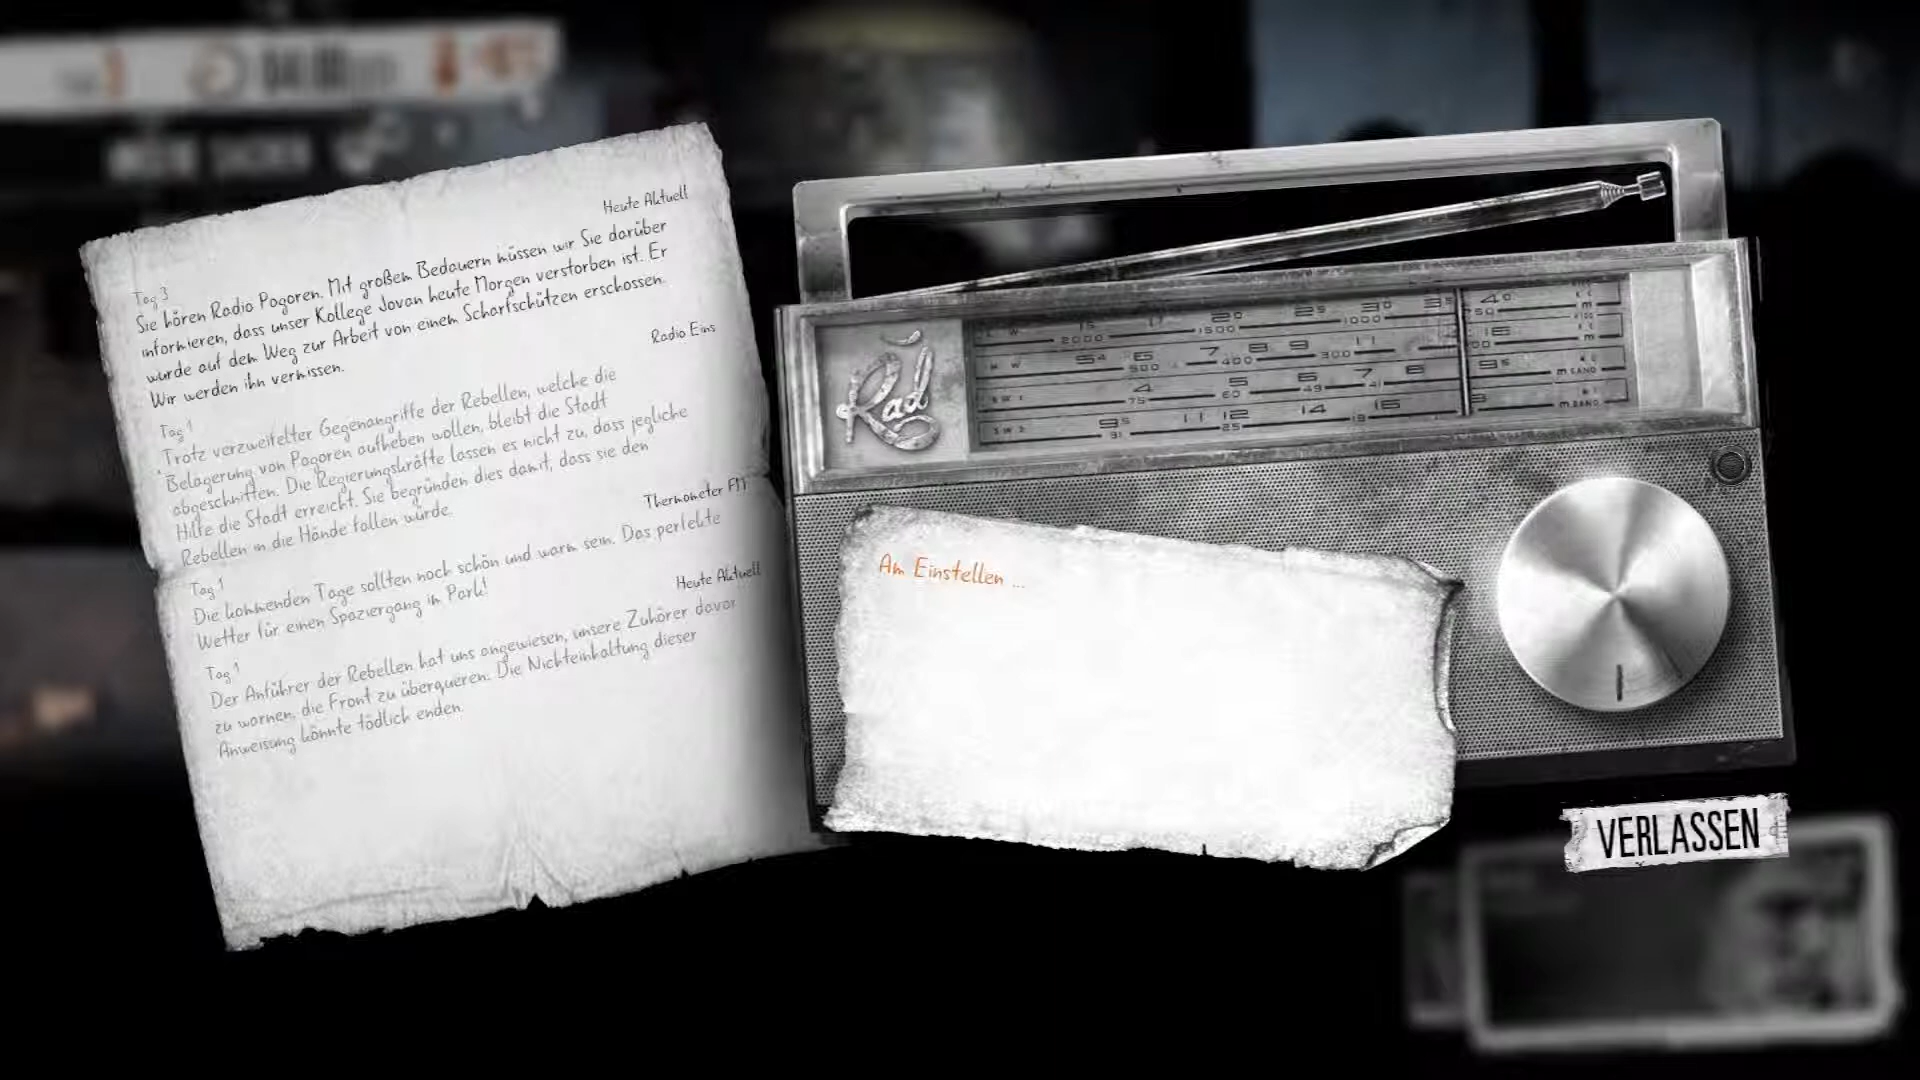 Heute Aktuell
Tag 3
Sie hören Radio Pogoren. Mit großem Bedauern müssen wir Sie darüber
informieren, dass unser Kollege Jovan heute Morgen verstorben ist. Er
wurde auf dem Weg zur Arbeit von einem Scharfschützen erschossen.
Wir werden ihn vermissen.
Radio Eins
Tag 1
Trotz verzweifelter Gegenangriffe der Rebellen, welche die
Belagerung von Pogoren aufheben wollen, bleibt die Stadt
abgeschnitten. Die Regierungskräfte lassen es nicht zu, dass jegliche
Hilfe die Stadt erreicht. Sie begründen dies damit, dass sie den
Rebellen in die Hände fallen würde.
Thermometer FM
Tag 1
Die kommenden Tage sollten noch schön und warm sein. Das perfekte
Wetter für einen Spaziergang im Park!
Heute Aktuell
Tag 1
Der Anführer der Rebellen hat uns angewiesen, unsere Zuhörer davor
zu warnen, die Front zu überqueren. Die Nichteinhaltung dieser
Anweisung könnte tödlich enden.
Rad
Am Einstellen ...
VERLASSEN